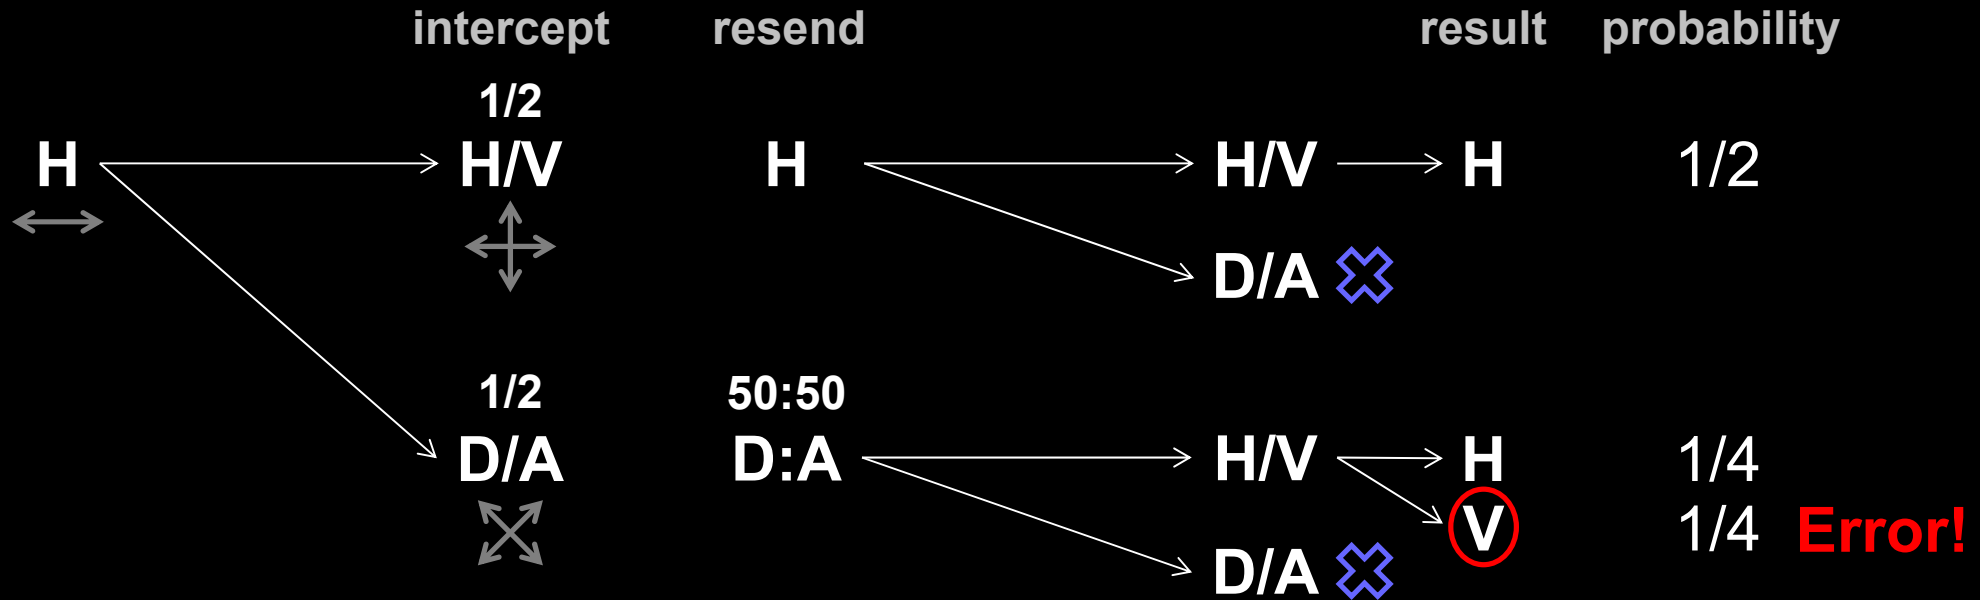 intercept resend result probability
1/2
H H/V H H/V H 1/2
D/A
1/2 50:50
D/A D:A H/V H 1/4
V 1/4 Error!
D/A